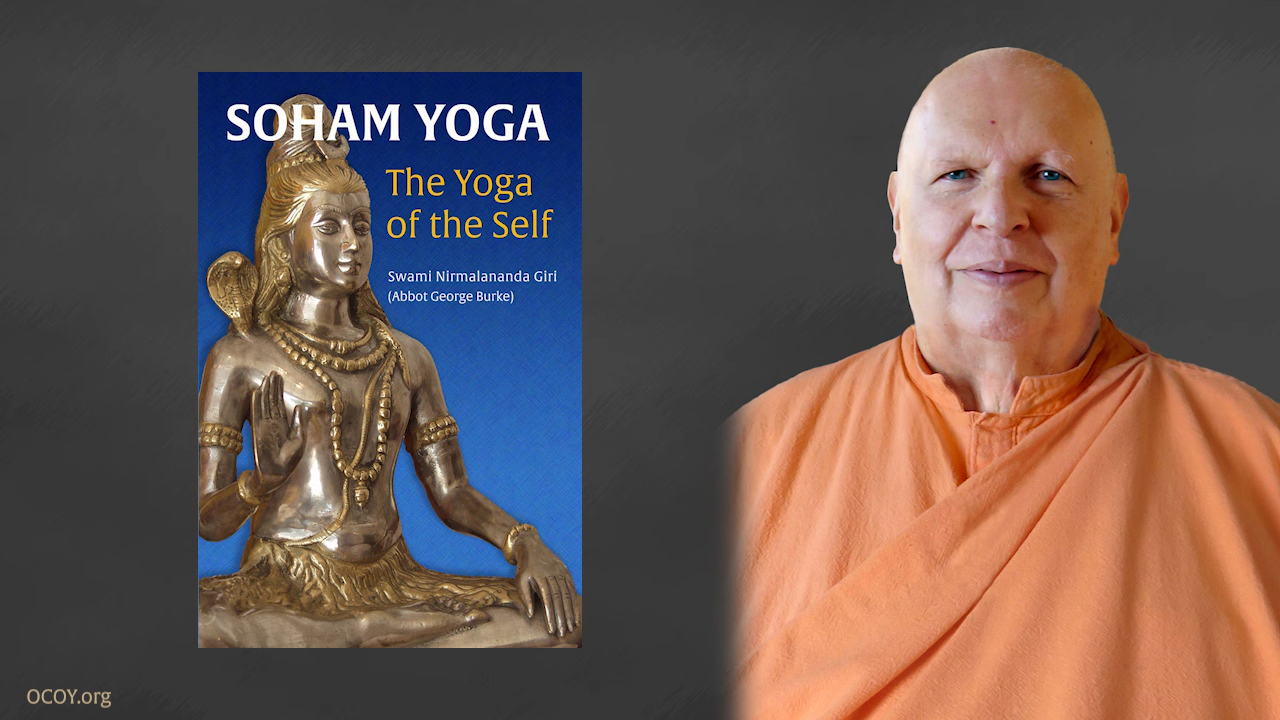 SOHAM YOGA
The Yoga
of the Self
Swami Nirmalananda Giri
(Abbot George Burke)
OCOY.org